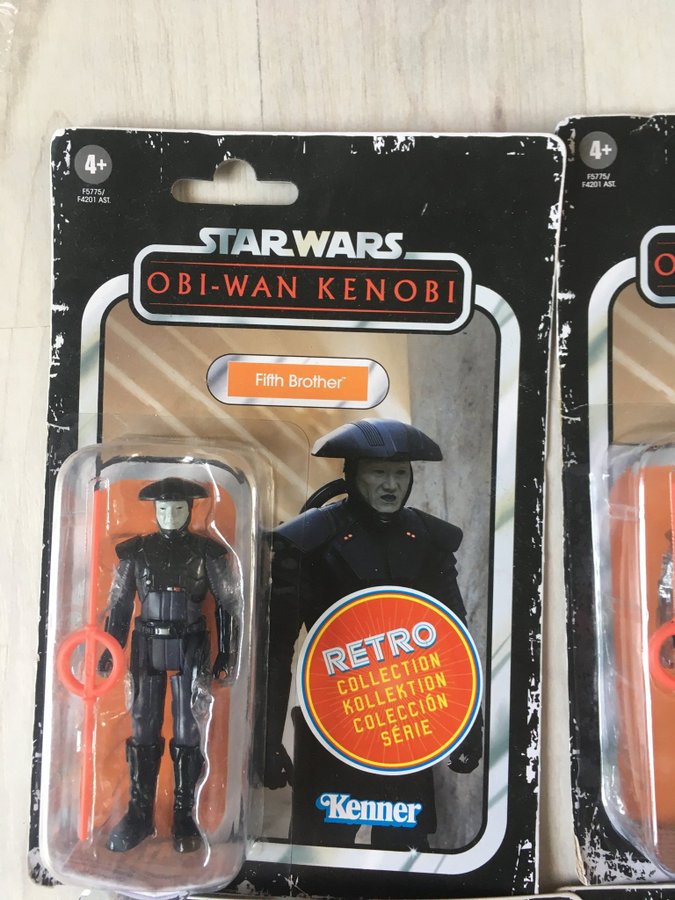 4+
F5775/
F4201 AST.
STAR WARS
OBI-WAN KENOBI
Fifth Brother™
RETRO
COLLECTION
KOLLEKTION
COLECCIÓN
SÉRIE
Kenner
4+
F5775/
F4201 AST.
O